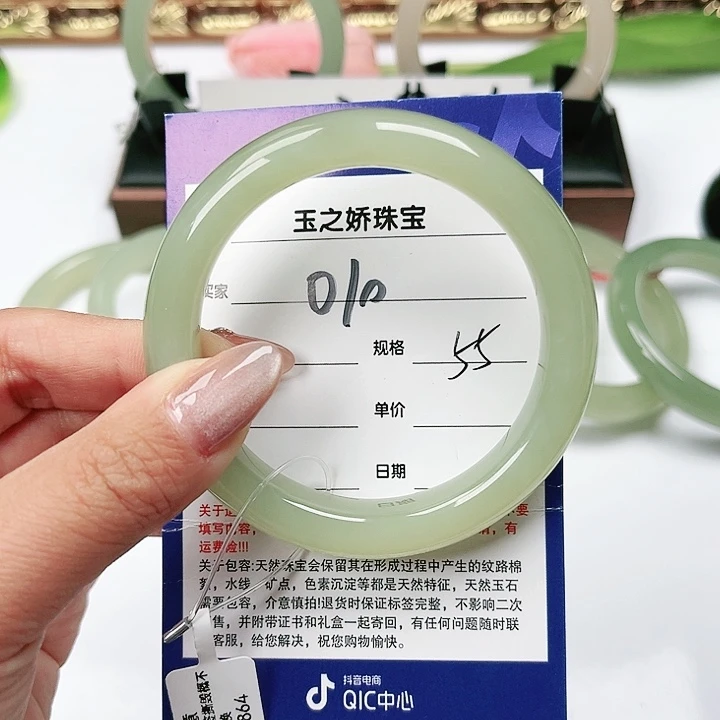 玉之娇珠宝
买家 010
规格 55
单价
日期
关于
要
填写内容，
有
运费险!!!
关于包容:天然珠宝会保留其在形成过程中产生的纹路棉
絮，水线，矿点，色素沉淀等都是天然特征，天然玉石
需要包容，介意慎拍!退货时保证标签完整，不影响二次
售，并附带证书和礼盒一起寄回，有任何问题随时联
客服，给您解决，祝您购物愉快。
抖音电商
QIC中心
864